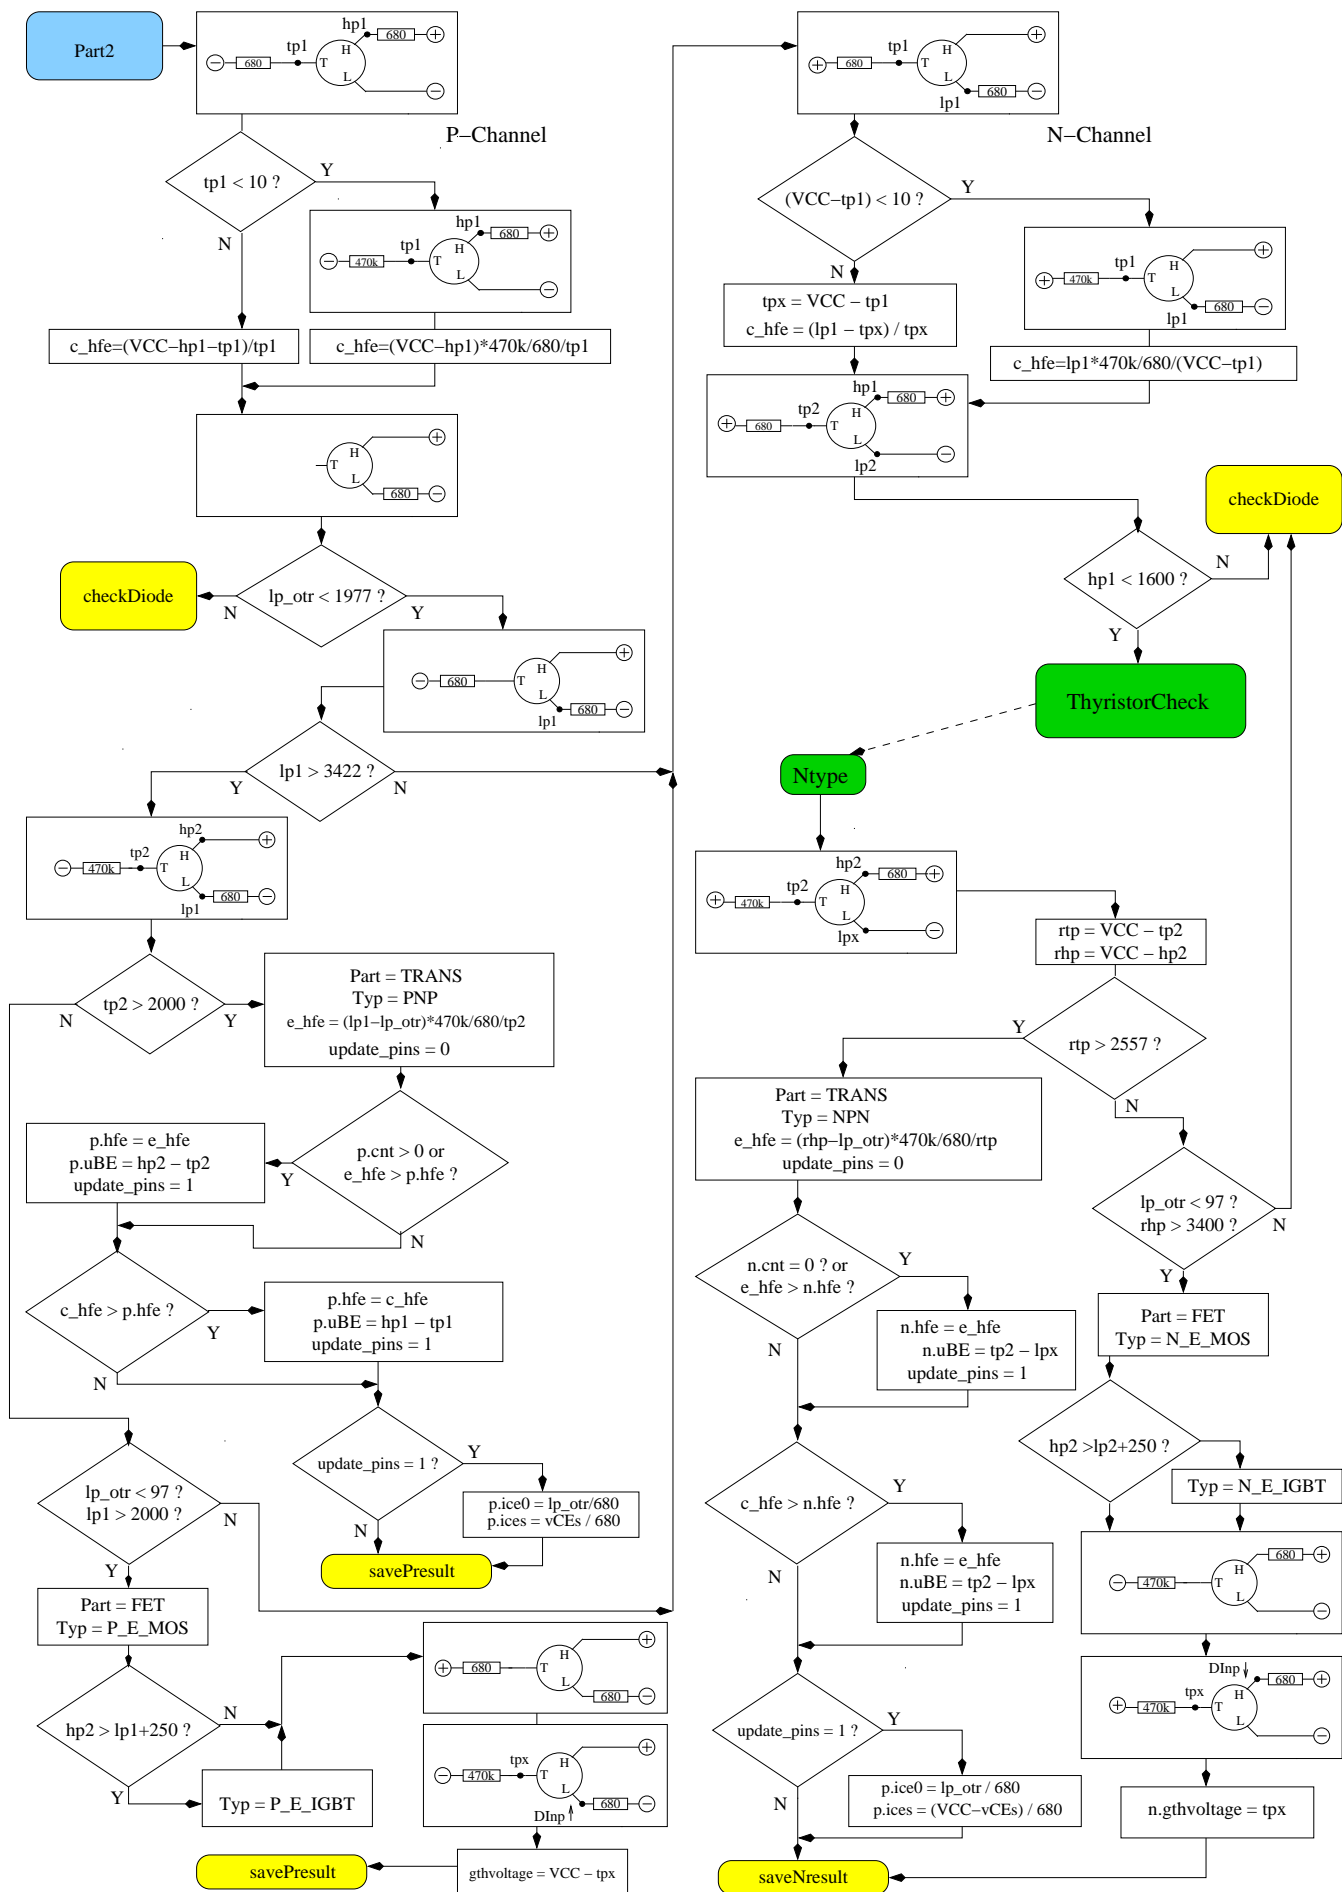 Part2
hp1
680
H
tp1
680
T
L
P−Channel
tp1 < 10 ?
Y
N
hp1
680
H
tp1
470k
T
L
c_hfe=(VCC−hp1−tp1)/tp1
c_hfe=(VCC−hp1)*470k/680/tp1
H
T
L
680
lp_otr < 1977 ?
N
Y
checkDiode
H
680
T
L
680
lp1
lp1 > 3422 ?
Y
N
hp2
H
tp2
470k
T
L
680
lp1
tp2 > 2000 ?
N
Y
Part = TRANS
Typ = PNP
e_hfe = (lp1−lp_otr)*470k/680/tp2
update_pins = 0
p.cnt > 0 or
e_hfe > p.hfe ?
Y
N
p.hfe = e_hfe
p.uBE = hp2 − tp2
update_pins = 1
c_hfe > p.hfe ?
Y
N
p.hfe = c_hfe
p.uBE = hp1 − tp1
update_pins = 1
update_pins = 1 ?
Y
N
p.ice0 = lp_otr/680
p.ices = vCEs / 680
savePresult
lp_otr < 97 ?
lp1 > 2000 ?
N
Y
Part = FET
Typ = P_E_MOS
hp2 > lp1+250 ?
N
Y
Typ = P_E_IGBT
H
680
T
L
680
H
tpx
470k
T
L
680
DInp
gthvoltage = VCC − tpx
savePresult
H
tp1
680
T
L
680
lp1
N−Channel
(VCC−tp1) < 10 ?
Y
N
H
tp1
470k
T
L
680
lp1
tpx = VCC − tp1
c_hfe = (lp1 − tpx) / tpx
c_hfe=lp1*470k/680/(VCC−tp1)
hp1
680
H
tp2
680
T
L
lp2
checkDiode
hp1 < 1600 ?
N
Y
ThyristorCheck
Ntype
hp2
680
H
tp2
470k
T
L
lpx
rtp = VCC − tp2
rhp = VCC − hp2
rtp > 2557 ?
Y
N
Part = TRANS
Typ = NPN
e_hfe = (rhp−lp_otr)*470k/680/rtp
update_pins = 0
lp_otr < 97 ?
rhp > 3400 ?
N
Y
n.cnt = 0 ? or
e_hfe > n.hfe ?
Y
N
n.hfe = e_hfe
n.uBE = tp2 − lpx
update_pins = 1
Part = FET
Typ = N_E_MOS
hp2 >lp2+250 ?
Y
N
Typ = N_E_IGBT
c_hfe > n.hfe ?
Y
N
n.hfe = e_hfe
n.uBE = tp2 − lpx
update_pins = 1
680
H
470k
T
L
DInp
680
tpx
H
470k
T
L
update_pins = 1 ?
Y
N
p.ice0 = lp_otr / 680
p.ices = (VCC−vCEs) / 680
n.gthvoltage = tpx
saveNresult